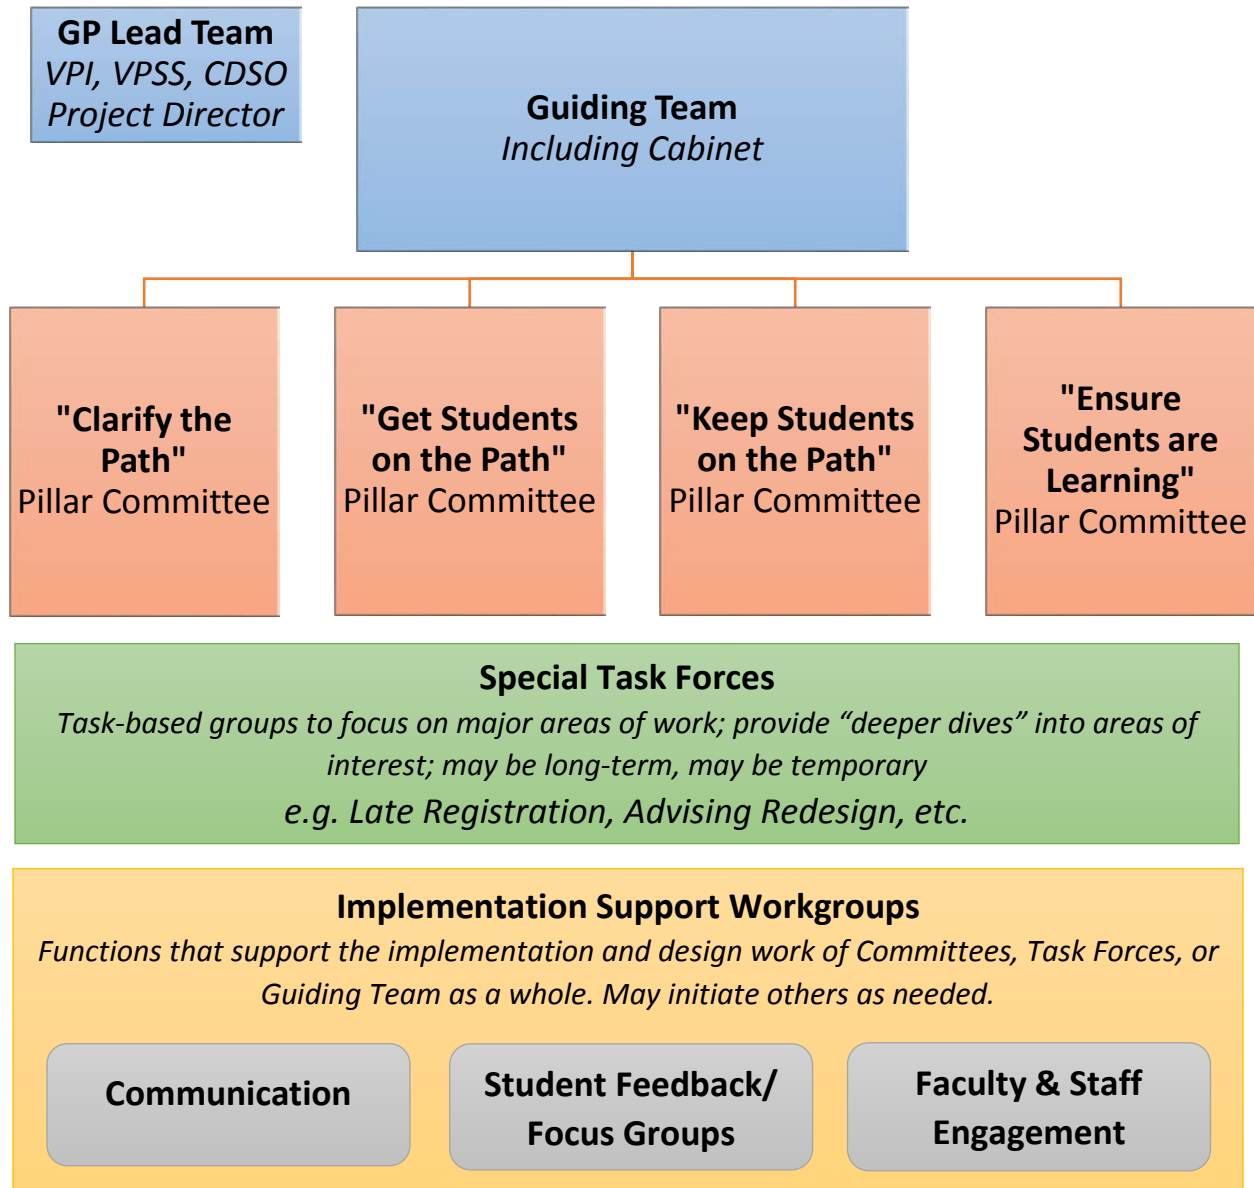 GP Lead Team
VPI, VPSS, CDSO
Project Director
Guiding Team
Including Cabinet
"Clarify the
Path"
Pillar Committee
"Get Students
on the Path"
Pillar Committee
"Keep Students
on the Path"
Pillar Committee
"Ensure
Students are
Learning"
Pillar Committee
Special Task Forces
Task-based groups to focus on major areas of work; provide “deeper dives” into areas of
interest; may be long-term, may be temporary
e.g. Late Registration, Advising Redesign, etc.
Implementation Support Workgroups
Functions that support the implementation and design work of Committees, Task Forces, or
Guiding Team as a whole. May initiate others as needed.
Communication
Student Feedback/
Focus Groups
Faculty & Staff
Engagement